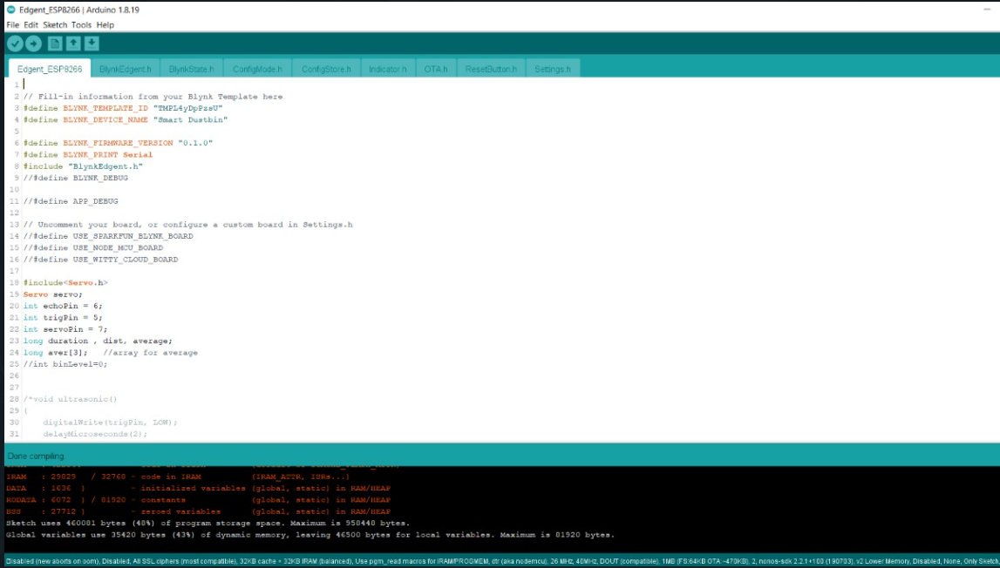 Edgent_ESP8266 | Arduino 1.8.19
File Edit Sketch Tools Help
Edgent_ESP8266 BlynkEdgent.h BlynkState.h ConfigMode.h ConfigStore.h Indicator.h OTA.h ResetButton.h Settings.h
1
2 // Fill-in information from your Blynk Template here
3 #define BLYNK_TEMPLATE_ID "TMPL4yDpPzsU"
4 #define BLYNK_DEVICE_NAME "Smart Dustbin"
5
6 #define BLYNK_FIRMWARE_VERSION "0.1.0"
7 #define BLYNK_PRINT Serial
8 #include "BlynkEdgent.h"
9 //#define BLYNK_DEBUG
10
11 //#define APP_DEBUG
12
13 // Uncomment your board, or configure a custom board in Settings.h
14 //#define USE_SPARKFUN_BLYNK_BOARD
15 //#define USE_NODE_MCU_BOARD
16 //#define USE_WITTY_CLOUD_BOARD
17
18 #include<Servo.h>
19 Servo servo;
20 int echoPin = 6;
21 int trigPin = 5;
22 int servoPin = 7;
23 long duration , dist, average;
24 long aver[3]; //array for average
25 //int binLevel=0;
26
27
28 /*void ultrasonic()
29 {
30 digitalWrite(trigPin, LOW);
31 delayMicroseconds(2);
Done compiling.
IRAM : 29829 / 32768 - code in IRAM (IRAM_ATTR, ISRs...)
DATA : 1636 ) - initialized variables (global, static) in RAM/HEAP
RODATA : 6072 ) / 81920 - constants (global, static) in RAM/HEAP
BSS : 27712 ) - zeroed variables (global, static) in RAM/HEAP
Sketch uses 460081 bytes (48%) of program storage space. Maximum is 958448 bytes.
Global variables use 35420 bytes (43%) of dynamic memory, leaving 46500 bytes for local variables. Maximum is 81920 bytes.
Disabled (new aborts on oom), Disabled, All SSL ciphers (most compatible), 32KB cache + 32KB IRAM (balanced), Use pgm_read macros for IRAM/PROGMEM, dtr (aka nodemcu), 26 MHz, 40MHz, DOUT (compatible), 1MB (FS:64KB OTA:~470KB), 2, nonos-sdk 2.2.1+100 (190703), v2 Lower Memory, Disabled, None, Only Sketch